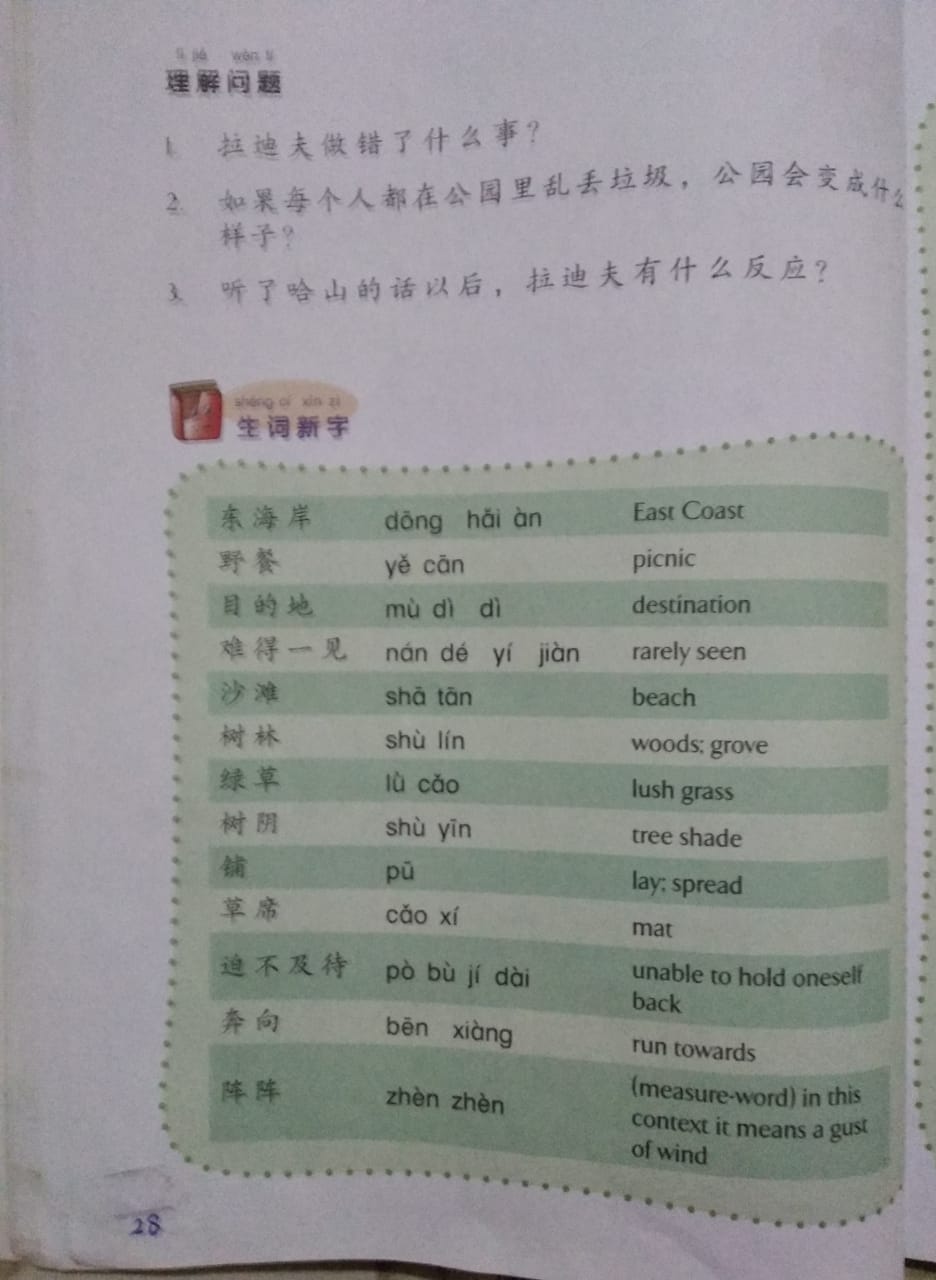 lǐ jiě wèn tí
理解问题
1. 拉迪夫做错了什么事？
2. 如果每个人都在公园里乱丢垃圾，公园会变成什么
样子？
3. 听了哈山的话以后，拉迪夫有什么反应？
shēng cí xīn zì
生词新字
东海岸 dōng hǎi àn East Coast
野餐 yě cān picnic
目的地 mù dì dì destination
难得一见 nán dé yí jiàn rarely seen
沙滩 shā tān beach
树林 shù lín woods; grove
绿草 lǜ cǎo lush grass
树阴 shù yīn tree shade
铺 pū lay; spread
草席 cǎo xí mat
迫不及待 pò bù jí dài unable to hold oneself
back
奔向 bēn xiàng run towards
阵阵 zhèn zhèn (measure-word) in this
context it means a gust
of wind
28